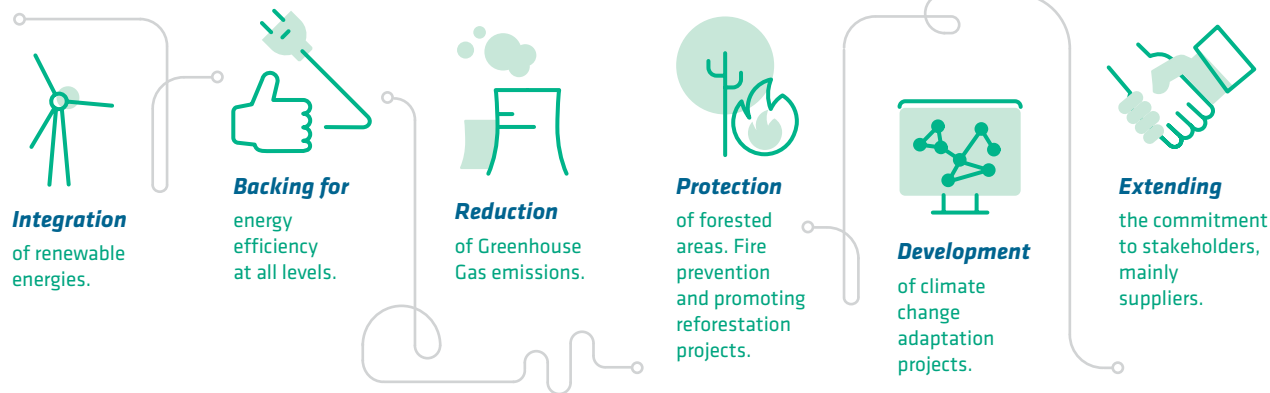 Integration
of renewable
energies.
Backing for
energy
efficiency
at all levels.
Reduction
of Greenhouse
Gas emissions.
Protection
of forested
areas. Fire
prevention
and promoting
reforestation
projects.
Development
of climate
change
adaptation
projects.
Extending
the commitment
to stakeholders,
mainly
suppliers.